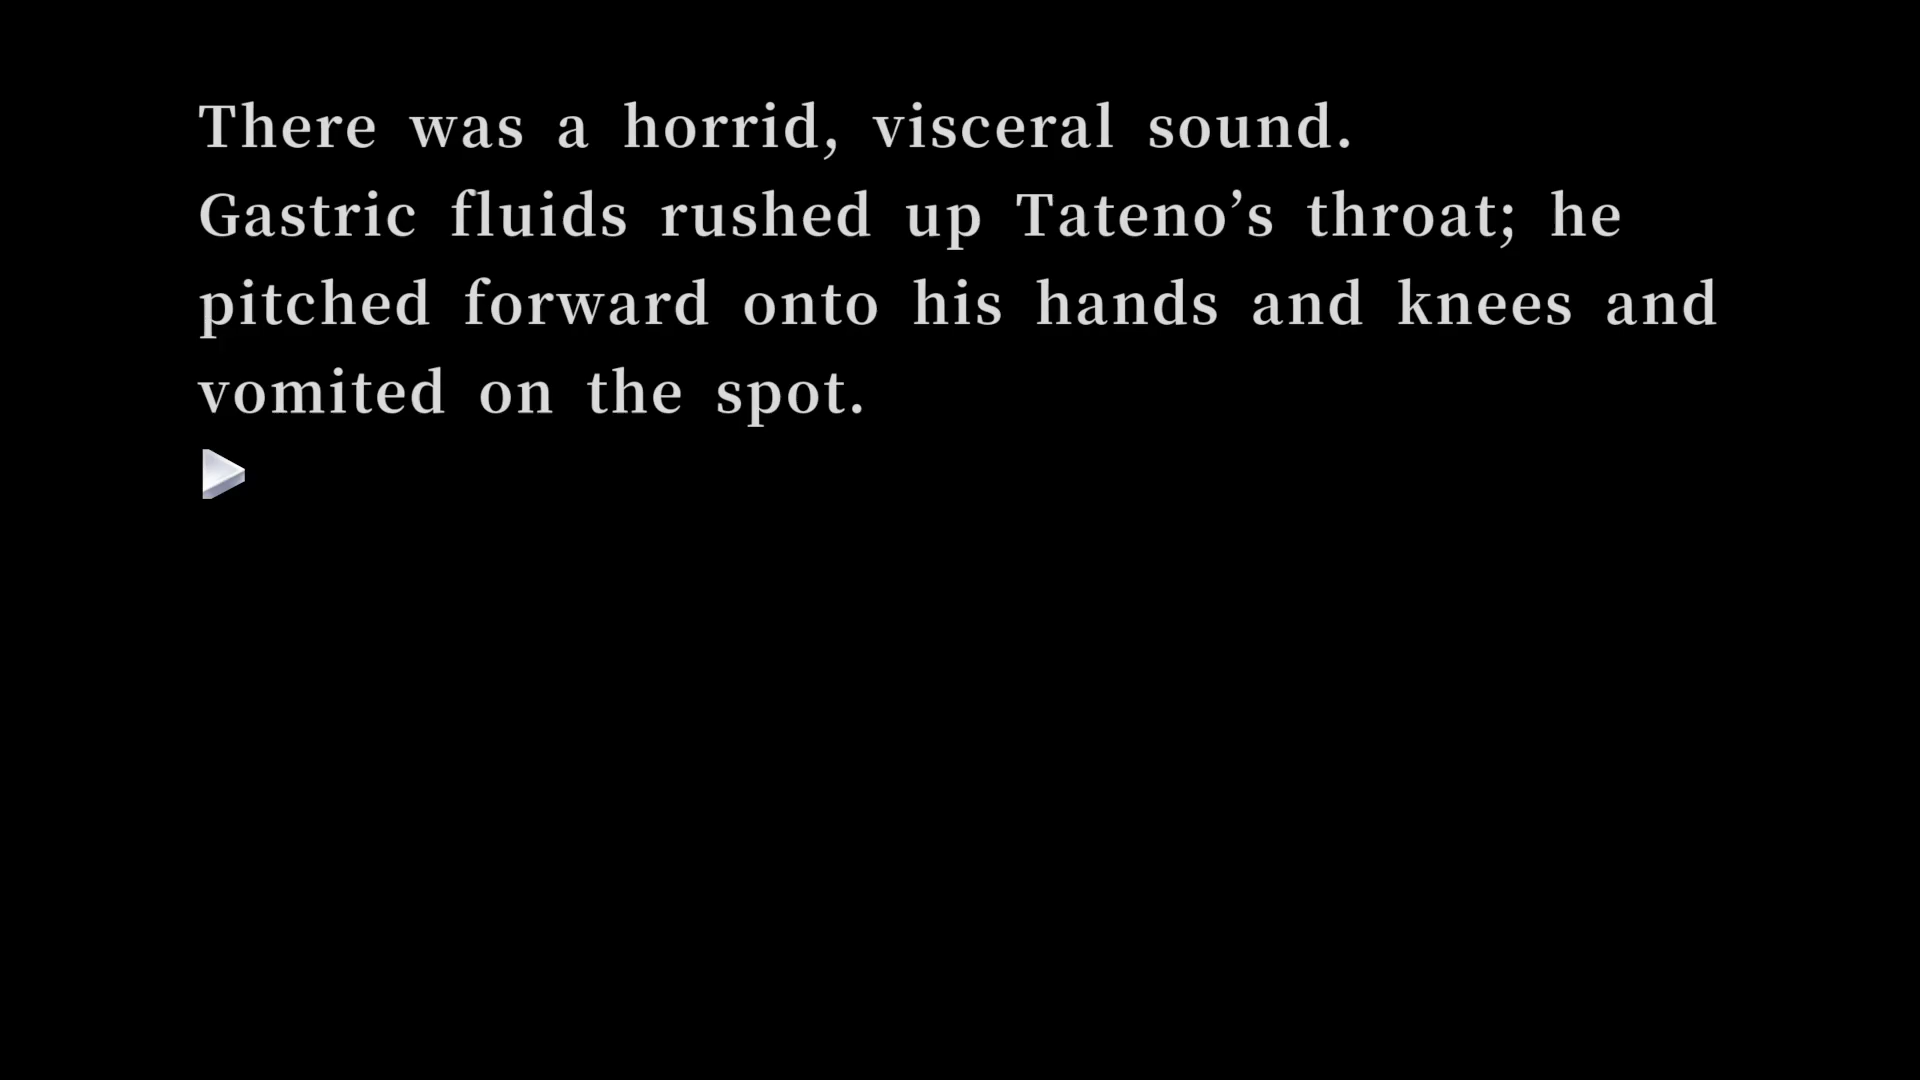 There was a horrid, visceral sound.
Gastric fluids rushed up Tateno’s throat; he
pitched forward onto his hands and knees and
vomited on the spot.